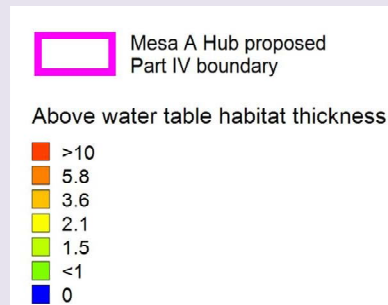 Mesa A Hub proposed
Part IV boundary
Above water table habitat thickness
>10
5.8
3.6
2.1
1.5
<1
0